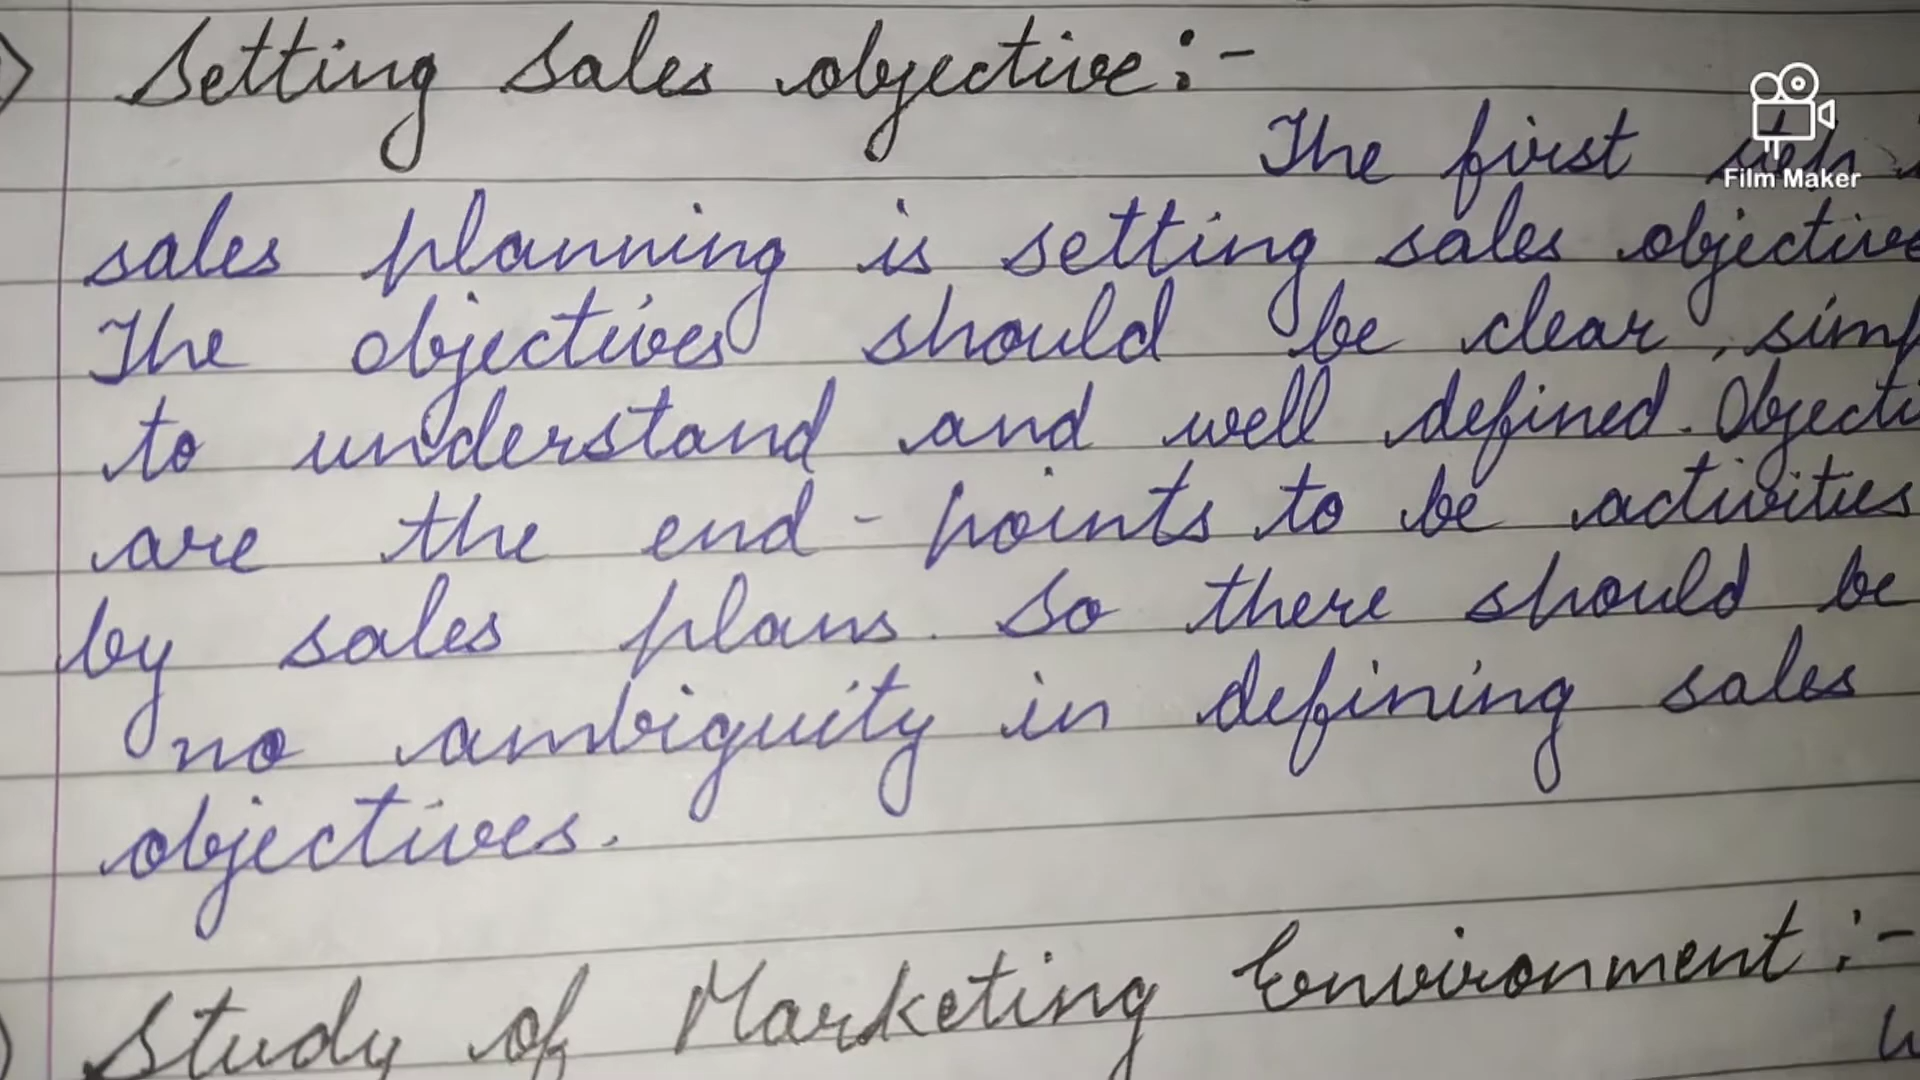 Setting Sales objective:-
The first step
sales planning is setting sales objective
The objectives should be clear, simp
to understand and well defined. Objecti
are the end - points to be activities
by sales plans. So there should be
no ambiguity in defining sales
objectives.
Study of Marketing Environment:-
Film Maker